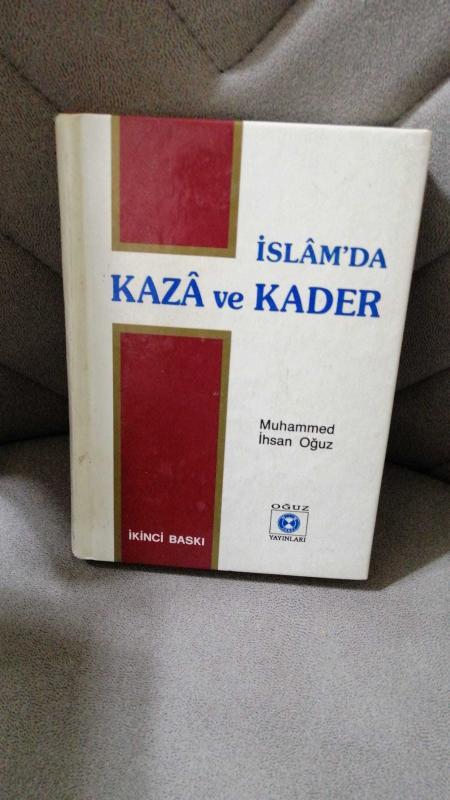 İSLÂM'DA
KAZÂ ve KADER
Muhammed
İhsan Oğuz
OĞUZ
YAYINLARI
İKİNCİ BASKI